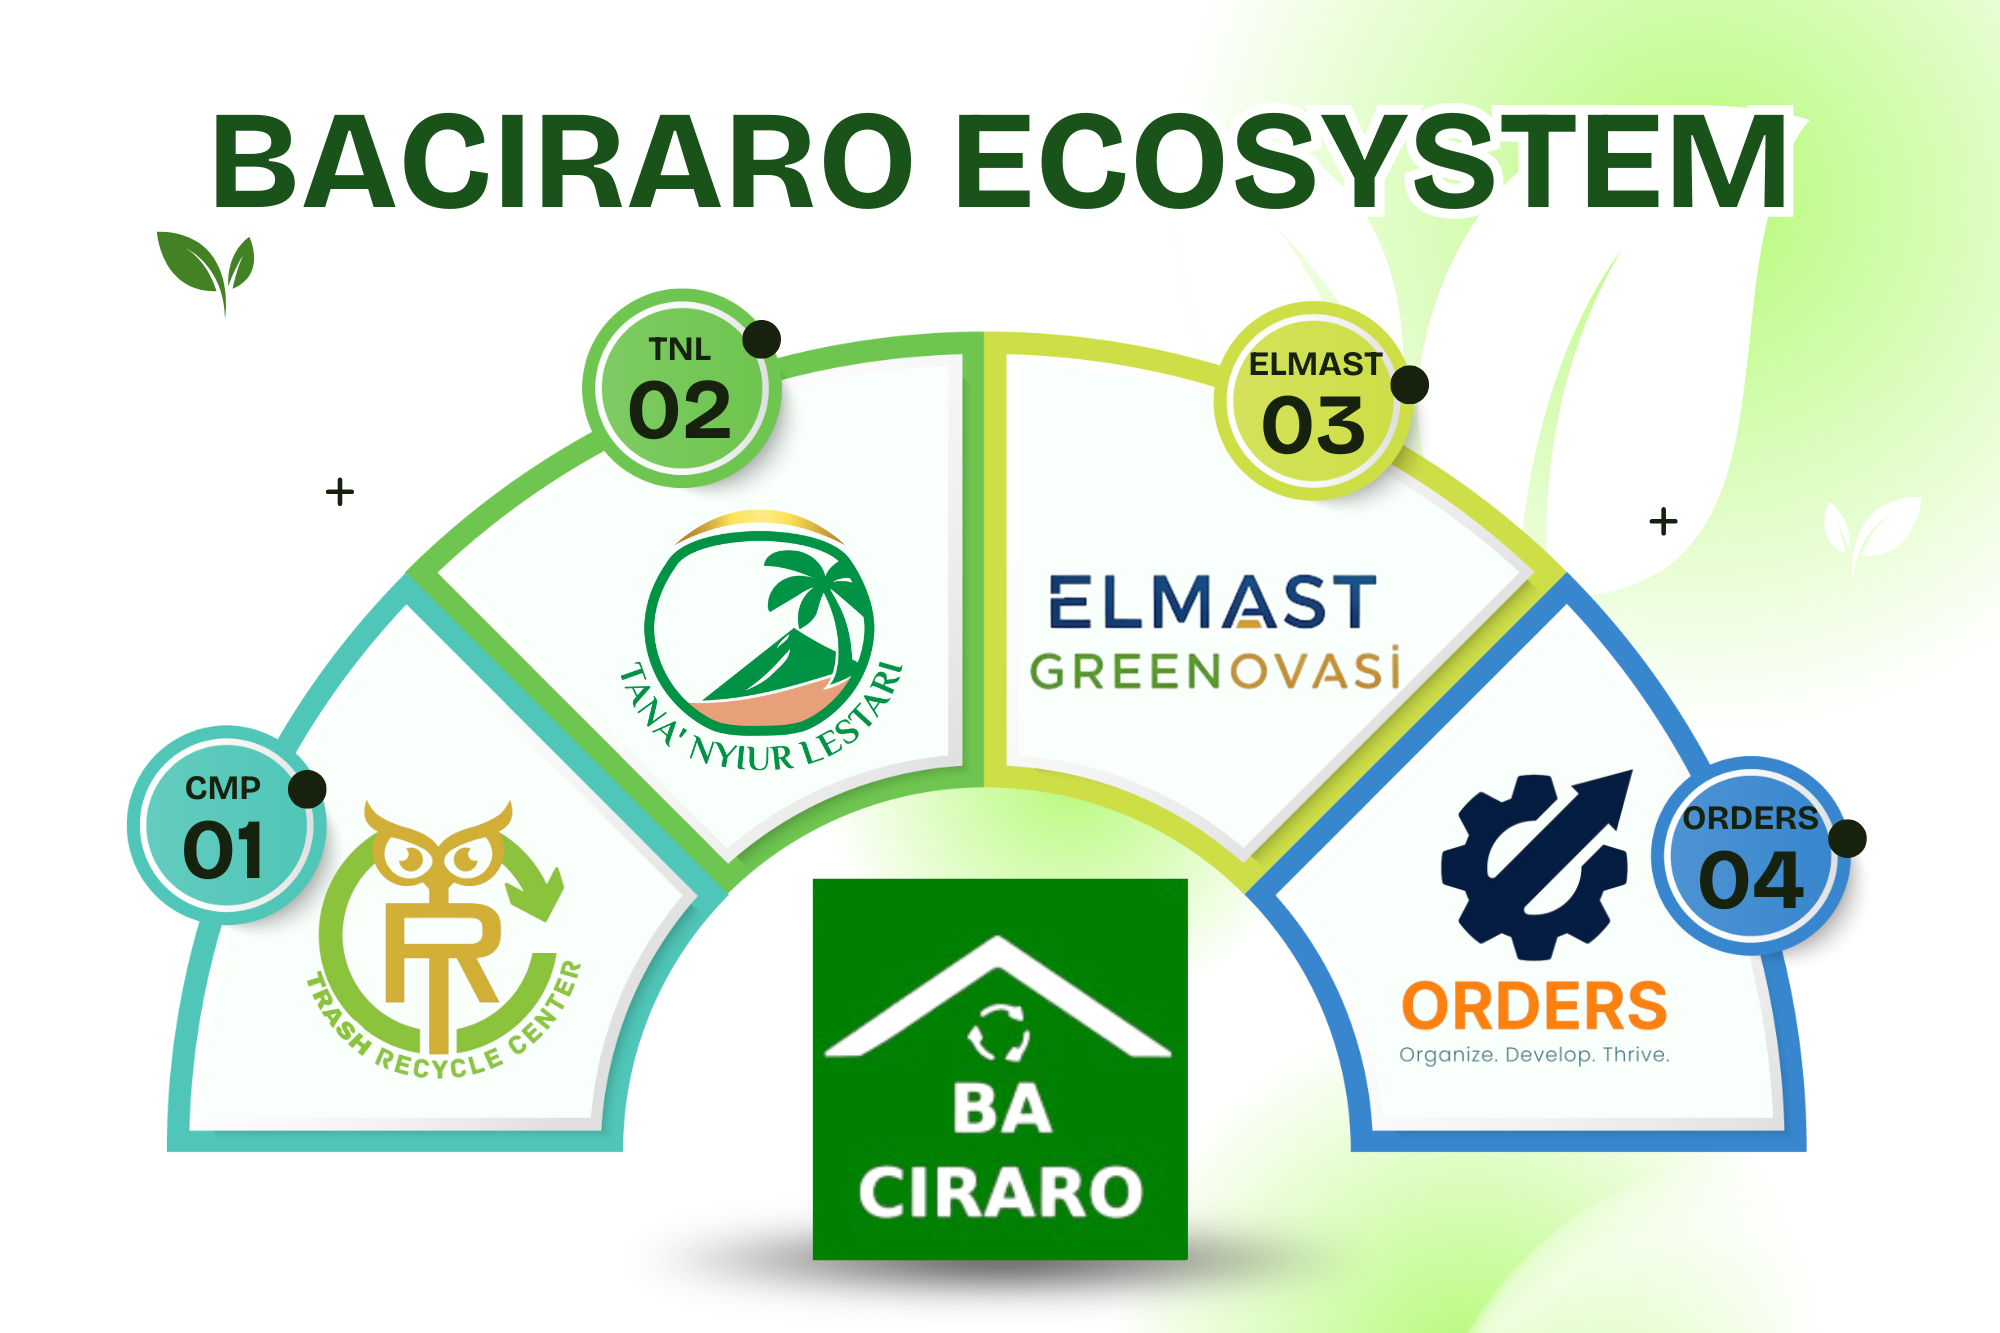 BACIRARO ECOSYSTEM
TNL
02
ELMAST
03
TANA' NYIUR LESTARI
ELMAST
GREENOVASI
CMP
01
TRASH RECYCLE CENTER
ORDERS
04
ORDERS
Organize. Develop. Thrive.
BA
CIRARO